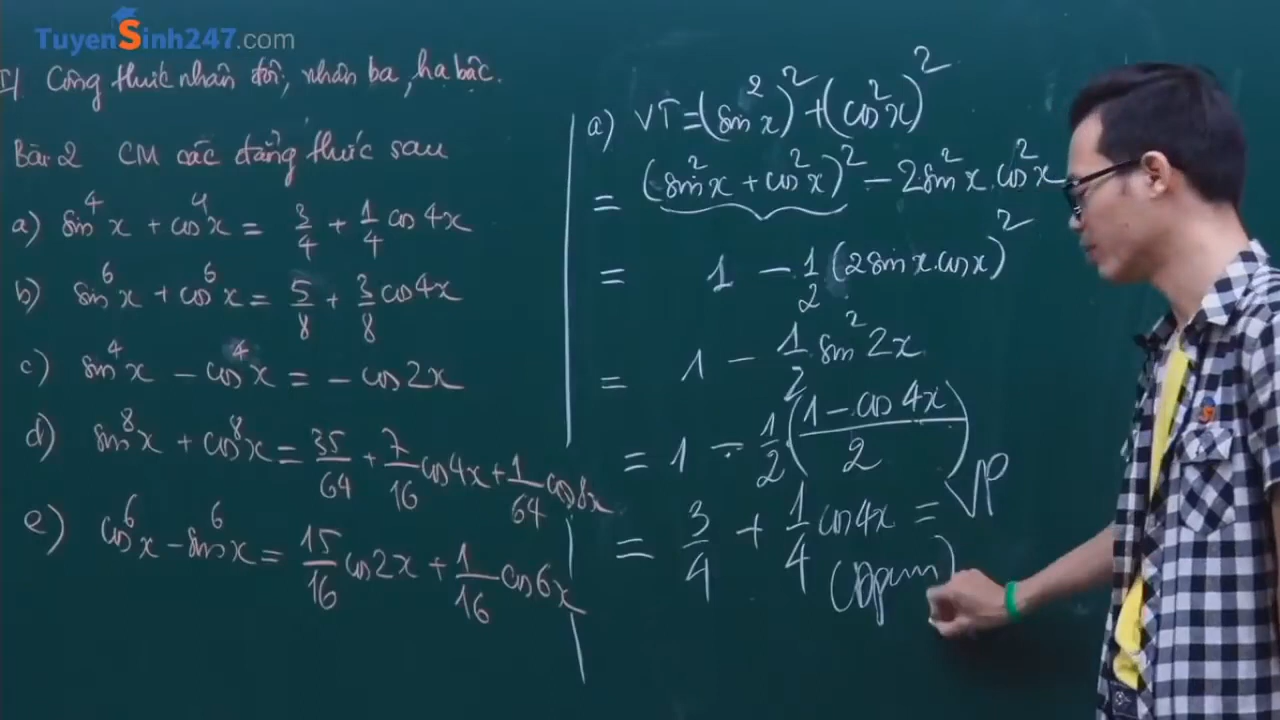 TuyenSinh247.com
I/ Công thức nhân đôi, nhân ba, hạ bậc.
Bài 2 CM các đẳng thức sau
a) sin⁴x + cos⁴x = 3/4 + 1/4 cos4x
b) sin⁶x + cos⁶x = 5/8 + 3/8 cos4x
c) sin⁴x - cos⁴x = - cos2x
d) sin⁸x + cos⁸x = 35/64 + 7/16 cos4x + 1/64 cos8x
e) cos⁶x - sin⁶x = 15/16 cos2x + 1/16 cos6x
a) VT = (sin²x)² + (cos²x)²
= (sin²x + cos²x)² - 2sin²x.cos²x
= 1 - 1/2 (2sinx.cosx)²
= 1 - 1/2 sin²2x
= 1 - 1/2 ((1 - cos4x)/2)
= 3/4 + 1/4 cos4x = VP
(đpcm)